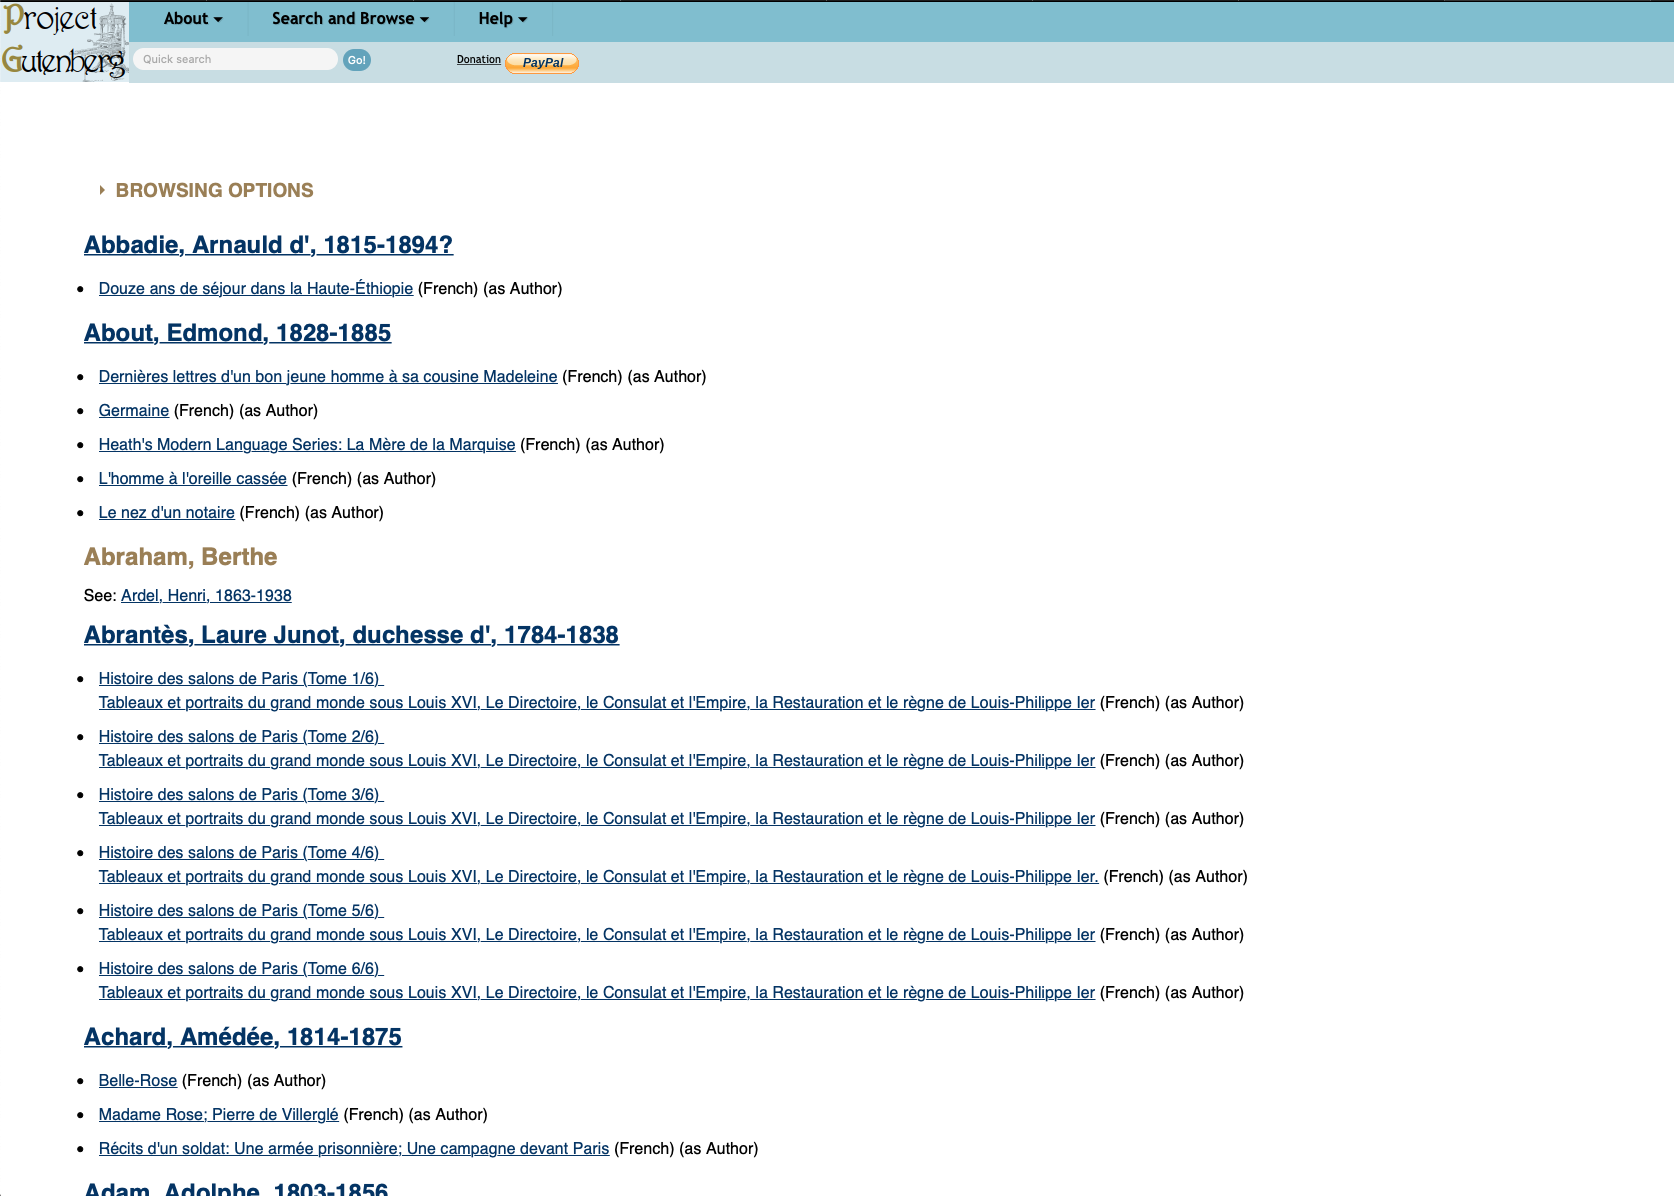 Project Gutenberg
About
Search and Browse
Help
Quick search
Go!
Donation
PayPal
BROWSING OPTIONS
Abbadie, Arnauld d', 1815-1894?
Douze ans de séjour dans la Haute-Éthiopie (French) (as Author)
About, Edmond, 1828-1885
Dernières lettres d'un bon jeune homme à sa cousine Madeleine (French) (as Author)
Germaine (French) (as Author)
Heath's Modern Language Series: La Mère de la Marquise (French) (as Author)
L'homme à l'oreille cassée (French) (as Author)
Le nez d'un notaire (French) (as Author)
Abraham, Berthe
See: Ardel, Henri, 1863-1938
Abrantès, Laure Junot, duchesse d', 1784-1838
Histoire des salons de Paris (Tome 1/6)
Tableaux et portraits du grand monde sous Louis XVI, Le Directoire, le Consulat et l'Empire, la Restauration et le règne de Louis-Philippe Ier (French) (as Author)
Histoire des salons de Paris (Tome 2/6)
Tableaux et portraits du grand monde sous Louis XVI, Le Directoire, le Consulat et l'Empire, la Restauration et le règne de Louis-Philippe Ier (French) (as Author)
Histoire des salons de Paris (Tome 3/6)
Tableaux et portraits du grand monde sous Louis XVI, Le Directoire, le Consulat et l'Empire, la Restauration et le règne de Louis-Philippe Ier (French) (as Author)
Histoire des salons de Paris (Tome 4/6)
Tableaux et portraits du grand monde sous Louis XVI, Le Directoire, le Consulat et l'Empire, la Restauration et le règne de Louis-Philippe Ier. (French) (as Author)
Histoire des salons de Paris (Tome 5/6)
Tableaux et portraits du grand monde sous Louis XVI, Le Directoire, le Consulat et l'Empire, la Restauration et le règne de Louis-Philippe Ier (French) (as Author)
Histoire des salons de Paris (Tome 6/6)
Tableaux et portraits du grand monde sous Louis XVI, Le Directoire, le Consulat et l'Empire, la Restauration et le règne de Louis-Philippe Ier (French) (as Author)
Achard, Amédée, 1814-1875
Belle-Rose (French) (as Author)
Madame Rose; Pierre de Villerglé (French) (as Author)
Récits d'un soldat: Une armée prisonnière; Une campagne devant Paris (French) (as Author)
Adam, Adolphe, 1803-1856